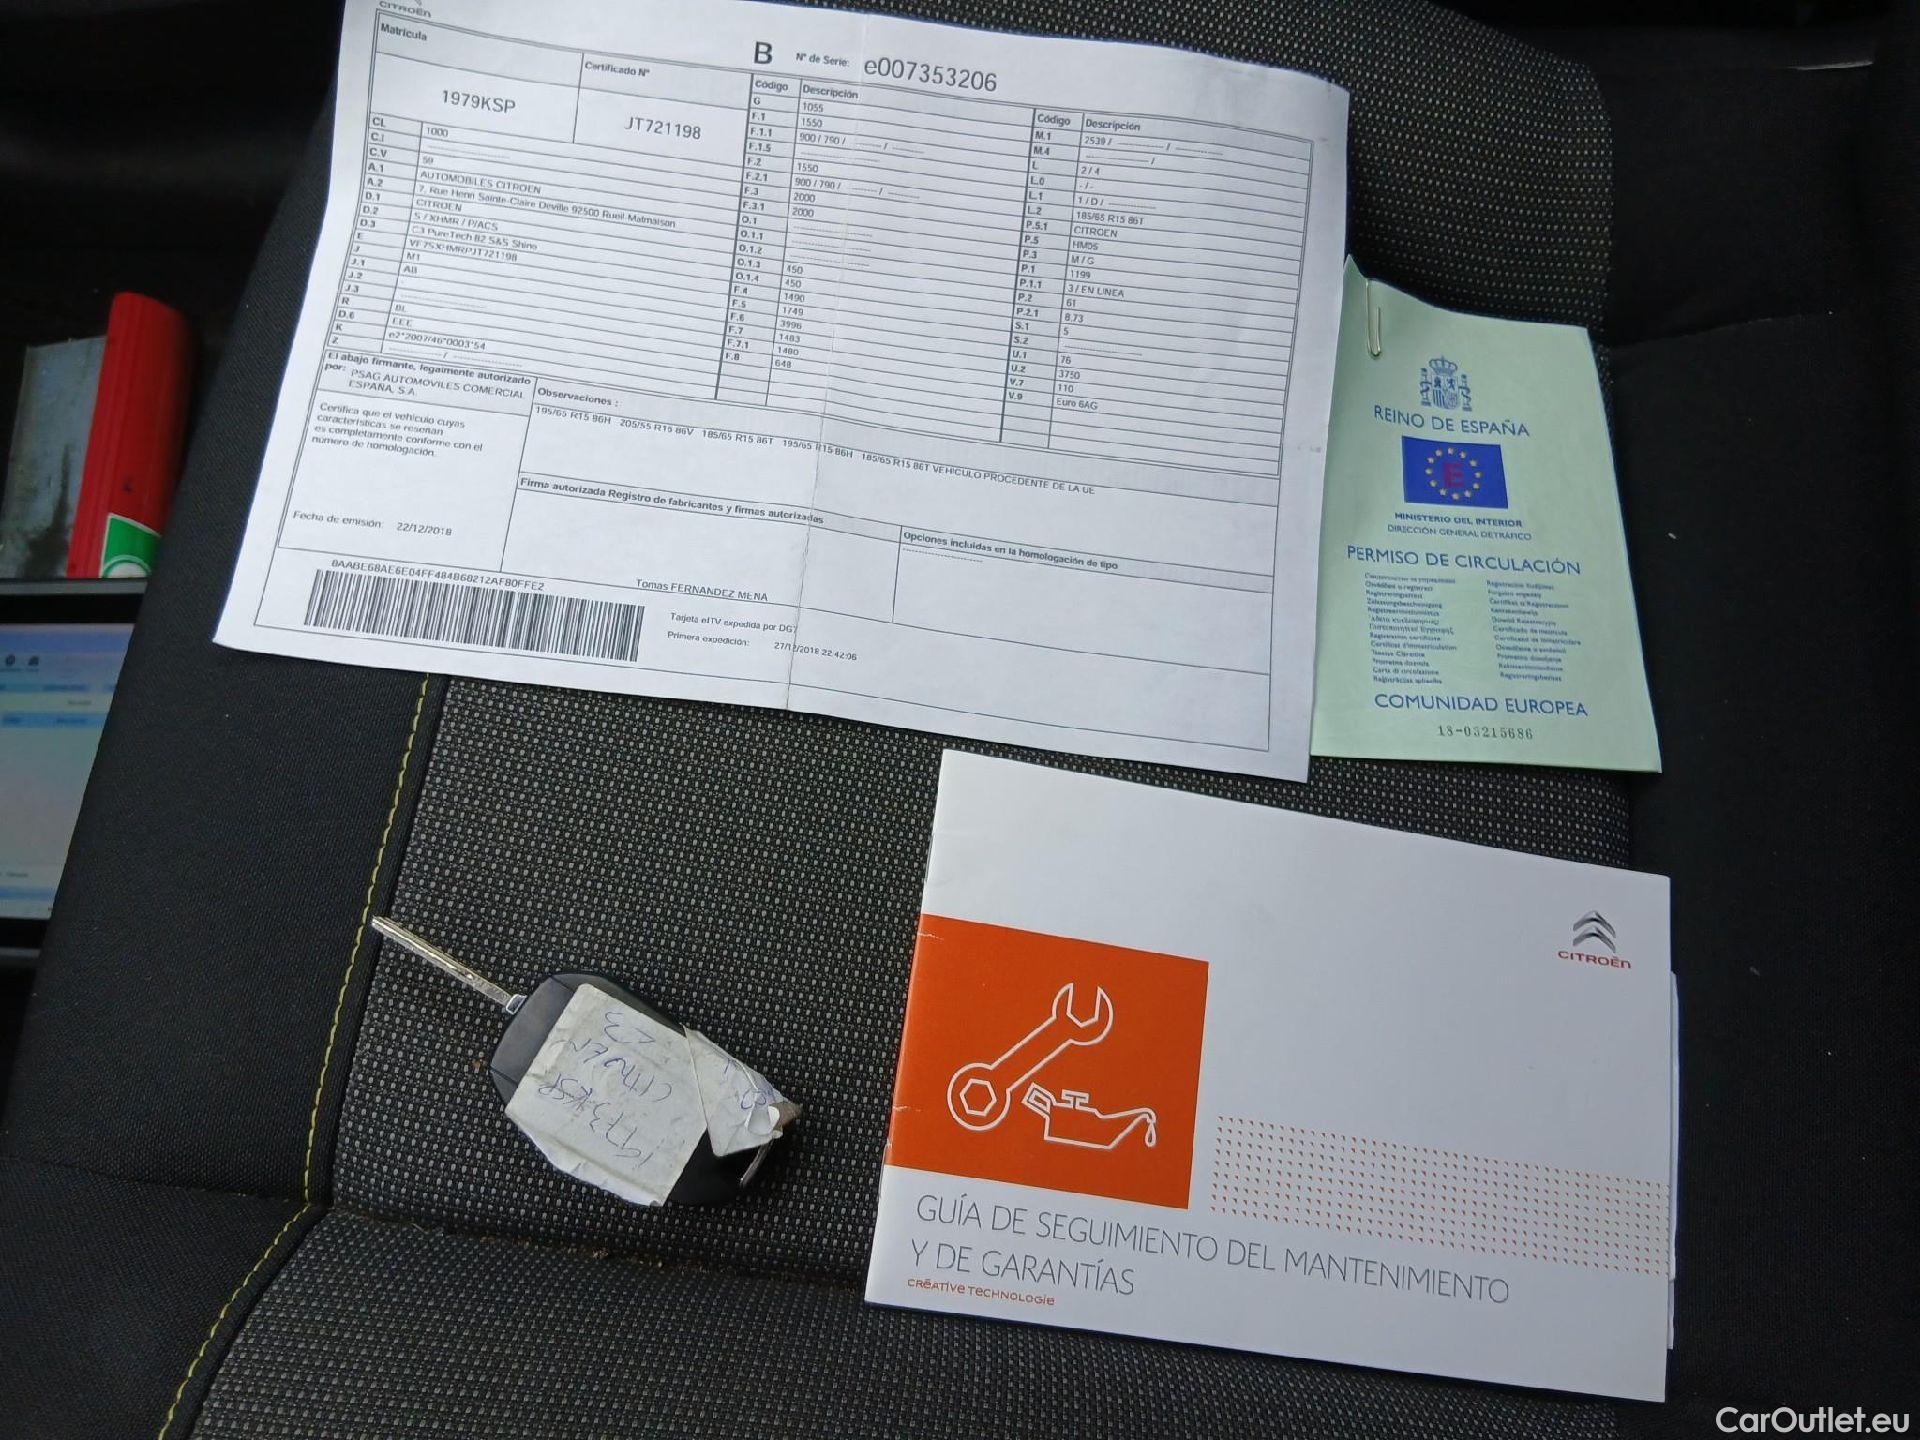 CITROËN
Matrícula
1979KSP
Certificado Nº
JT721198
B Nº de Serie: e007353206
CL 1000
C.I
C.V 59
A.1 AUTOMOBILES CITROEN
A.2 7, Rue Henri Sainte-Claire Deville 92500 Rueil-Malmaison
D.1 CITROEN
D.2 S / XHMR / P/ACS
D.3 C3 PureTech 82 S&S Shine
E VF7SXHMRPJT721198
J M1
J.1 AB
J.2
J.3
R BL
D.6 EEE
K e2*2007/46*0003*54
Z
Código Descripción
G 1055
F.1 1550
F.1.1 900 / 790 /
F.1.5
F.2 1550
F.2.1 900 / 790 /
F.3 2000
F.3.1 2000
O.1
O.1.1
O.1.2
O.1.3 450
O.1.4 450
F.4 1490
F.5 1749
F.6 3996
F.7 1483
F.7.1 1480
F.8 648
Código Descripción
M.1 2539 /
M.4
L 2 / 4
L.0 - / -
L.1 1 / D /
L.2 185/65 R15 86T
P.5.1 CITROEN
P.5 HM05
P.3 M / G
P.1 1199
P.1.1 3 / EN LINEA
P.2 61
P.2.1 8.73
S.1 5
S.2
U.1 76
U.2 3750
V.7 110
V.9 Euro 6AG
El abajo firmante, legalmente autorizado
por: PSAG AUTOMOVILES COMERCIAL
ESPAÑA, S.A.
Certifica que el vehículo cuyas
características se reseñan
es completamente conforme con el
número de homologación.
Fecha de emisión: 22/12/2018
Observaciones :
195/65 R15 86H 205/55 R16 86V 185/65 R15 86T 195/65 R15 86H 185/65 R15 86T VEHICULO PROCEDENTE DE LA UE
Firma autorizada Registro de fabricantes y firmas autorizadas
Tomas FERNANDEZ MENA
Opciones incluidas en la homologación de tipo
8AABE68AE6E04FF484B68212AF80FFE2
Tarjeta eITV expedida por DGT
Primera expedición: 27/12/2018 22:42:06
REINO DE ESPAÑA
E
MINISTERIO DEL INTERIOR
DIRECCIÓN GENERAL DE TRÁFICO
PERMISO DE CIRCULACIÓN
COMUNIDAD EUROPEA
18-03215686
CITROËN
GUÍA DE SEGUIMIENTO DEL MANTENIMIENTO
Y DE GARANTÍAS
CRËATIVE TECHNOLOGIE
CITROEN
C3
CarOutlet.eu